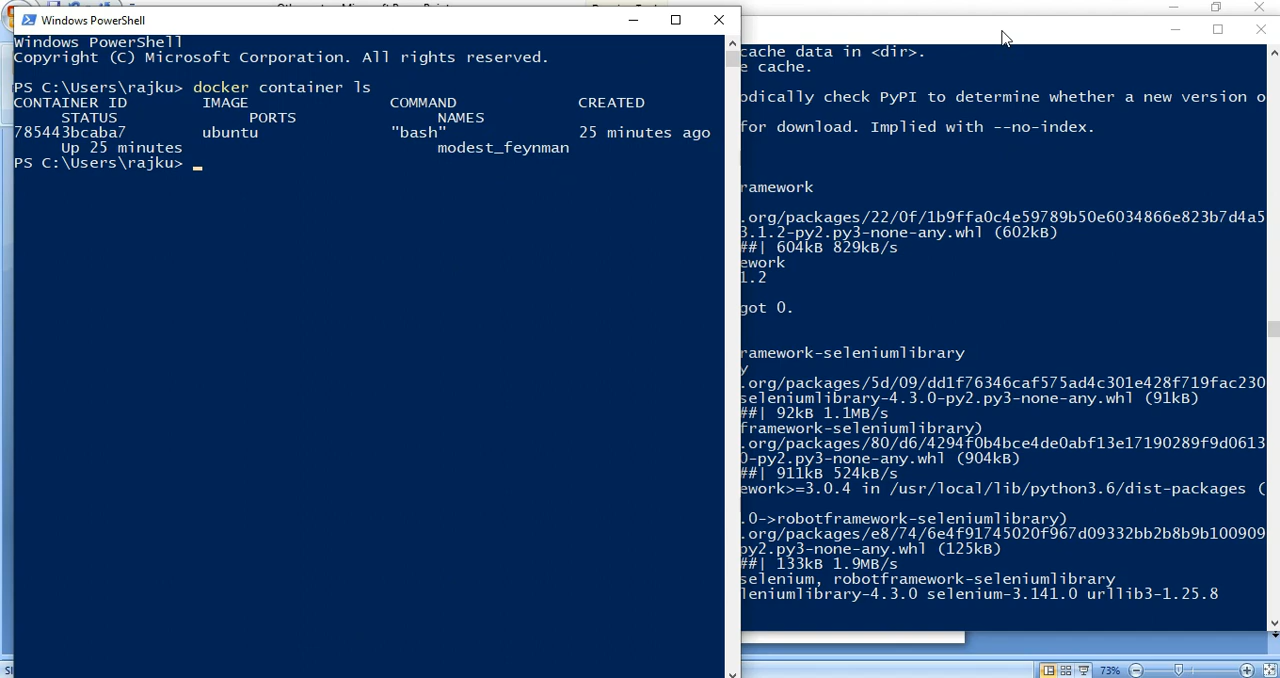 Windows PowerShell
Windows PowerShell
Copyright (C) Microsoft Corporation. All rights reserved.
PS C:\Users\rajku> docker container ls
CONTAINER ID IMAGE COMMAND CREATED
STATUS PORTS NAMES
785443bcaba7 ubuntu "bash" 25 minutes ago
Up 25 minutes modest_feynman
PS C:\Users\rajku>
cache data in <dir>.
e cache.
odically check PyPI to determine whether a new version o
for download. Implied with --no-index.
ramework
.org/packages/22/0f/1b9ffa0c4e59789b50e6034866e823b7d4a5
3.1.2-py2.py3-none-any.whl (602kB)
##| 604kB 829kB/s
ework
1.2
got 0.
ramework-seleniumlibrary
y
.org/packages/5d/09/dd1f76346caf575ad4c301e428f719fac230
seleniumlibrary-4.3.0-py2.py3-none-any.whl (91kB)
##| 92kB 1.1MB/s
framework-seleniumlibrary)
.org/packages/80/d6/4294f0b4bce4de0abf13e17190289f9d0613
0-py2.py3-none-any.whl (904kB)
##| 911kB 524kB/s
ework>=3.0.4 in /usr/local/lib/python3.6/dist-packages (
.0->robotframework-seleniumlibrary)
.org/packages/e8/74/6e4f91745020f967d09332bb2b8b9b100909
py2.py3-none-any.whl (125kB)
##| 133kB 1.9MB/s
selenium, robotframework-seleniumlibrary
leniumlibrary-4.3.0 selenium-3.141.0 urllib3-1.25.8
73%